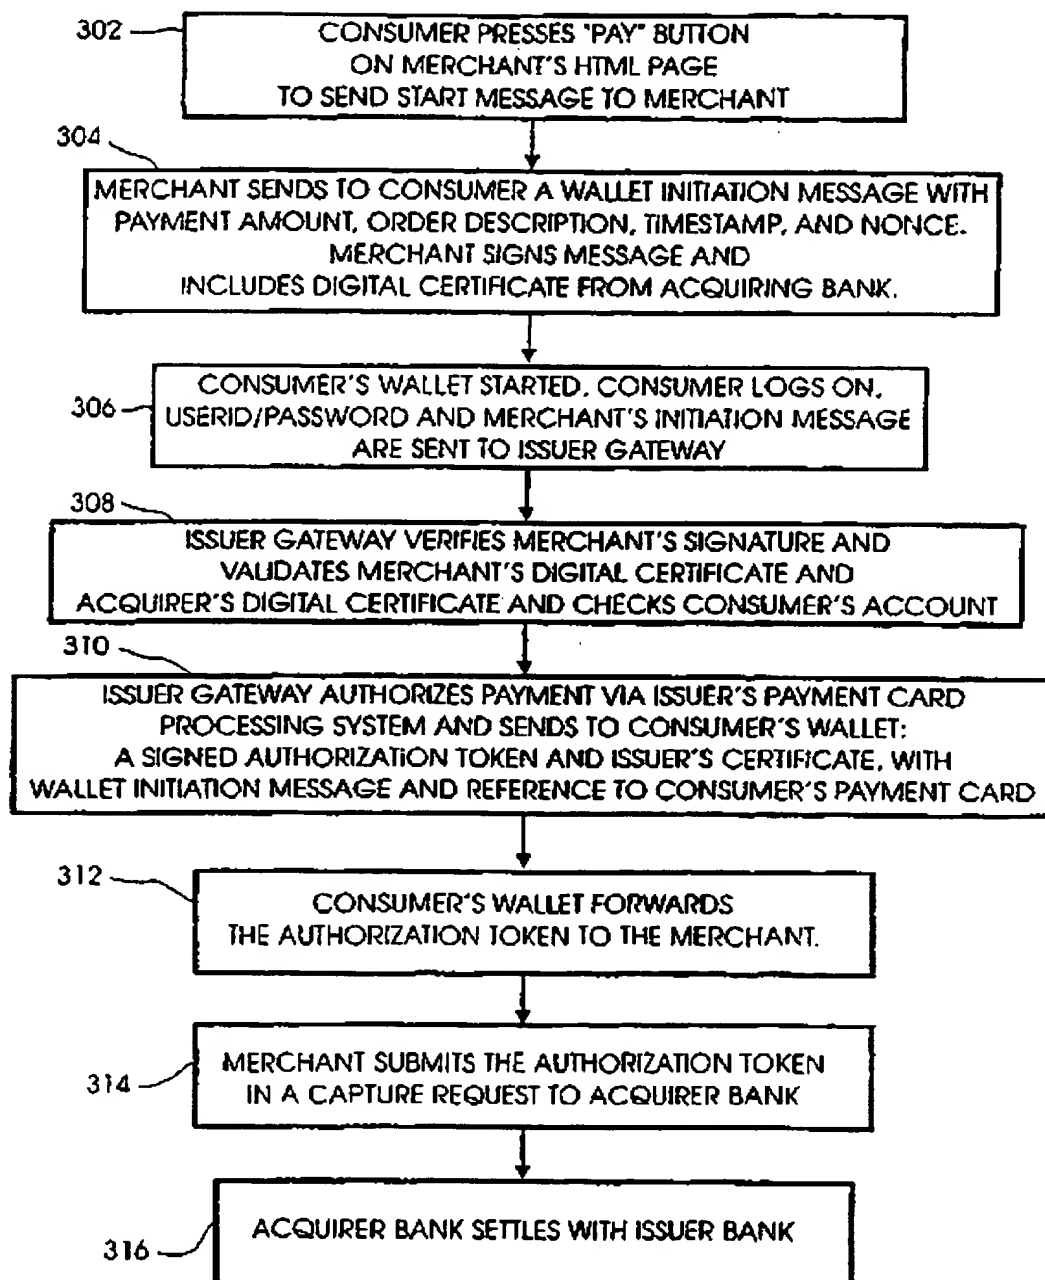 302
CONSUMER PRESSES "PAY" BUTTON
ON MERCHANT'S HTML PAGE
TO SEND START MESSAGE TO MERCHANT
304
MERCHANT SENDS TO CONSUMER A WALLET INITIATION MESSAGE WITH
PAYMENT AMOUNT, ORDER DESCRIPTION, TIMESTAMP, AND NONCE.
MERCHANT SIGNS MESSAGE AND
INCLUDES DIGITAL CERTIFICATE FROM ACQUIRING BANK.
306
CONSUMER'S WALLET STARTED. CONSUMER LOGS ON.
USERID/PASSWORD AND MERCHANT'S INITIATION MESSAGE
ARE SENT TO ISSUER GATEWAY
308
ISSUER GATEWAY VERIFIES MERCHANT'S SIGNATURE AND
VALIDATES MERCHANT'S DIGITAL CERTIFICATE AND
ACQUIRER'S DIGITAL CERTIFICATE AND CHECKS CONSUMER'S ACCOUNT
310
ISSUER GATEWAY AUTHORIZES PAYMENT VIA ISSUER'S PAYMENT CARD
PROCESSING SYSTEM AND SENDS TO CONSUMER'S WALLET:
A SIGNED AUTHORIZATION TOKEN AND ISSUER'S CERTIFICATE, WITH
WALLET INITIATION MESSAGE AND REFERENCE TO CONSUMER'S PAYMENT CARD
312
CONSUMER'S WALLET FORWARDS
THE AUTHORIZATION TOKEN TO THE MERCHANT.
314
MERCHANT SUBMITS THE AUTHORIZATION TOKEN
IN A CAPTURE REQUEST TO ACQUIRER BANK
316
ACQUIRER BANK SETTLES WITH ISSUER BANK